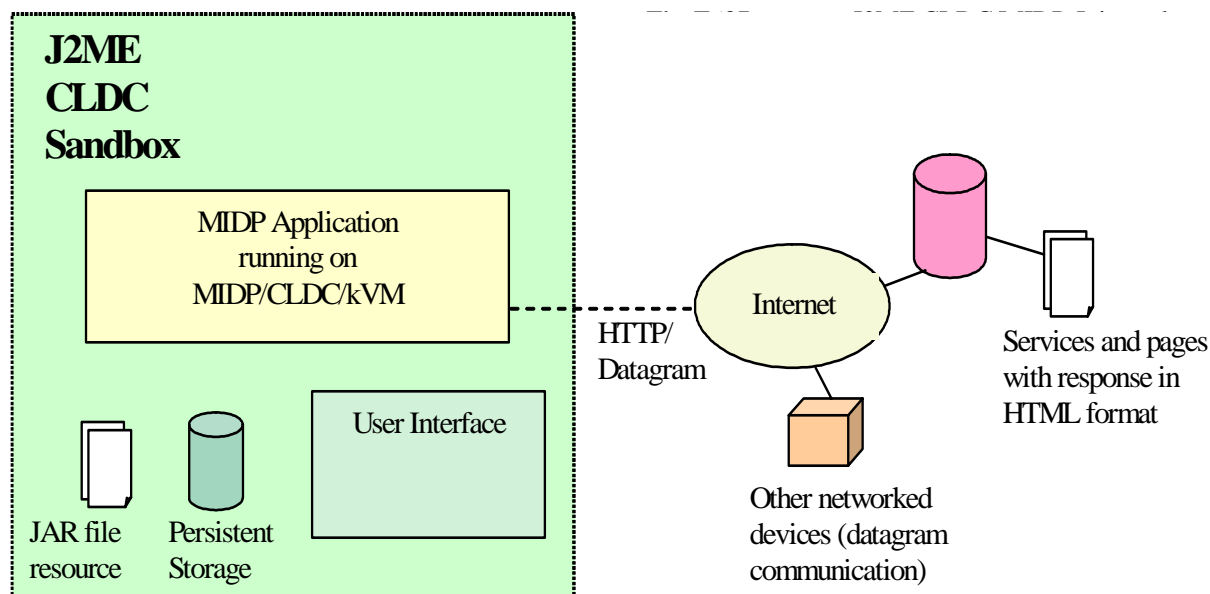 J2ME
CLDC
Sandbox
MIDP Application
running on
MIDP/CLDC/kVM
HTTP/
Datagram
Internet
Services and pages
with response in
HTML format
User Interface
JAR file
resource
Persistent
Storage
Other networked
devices (datagram
communication)